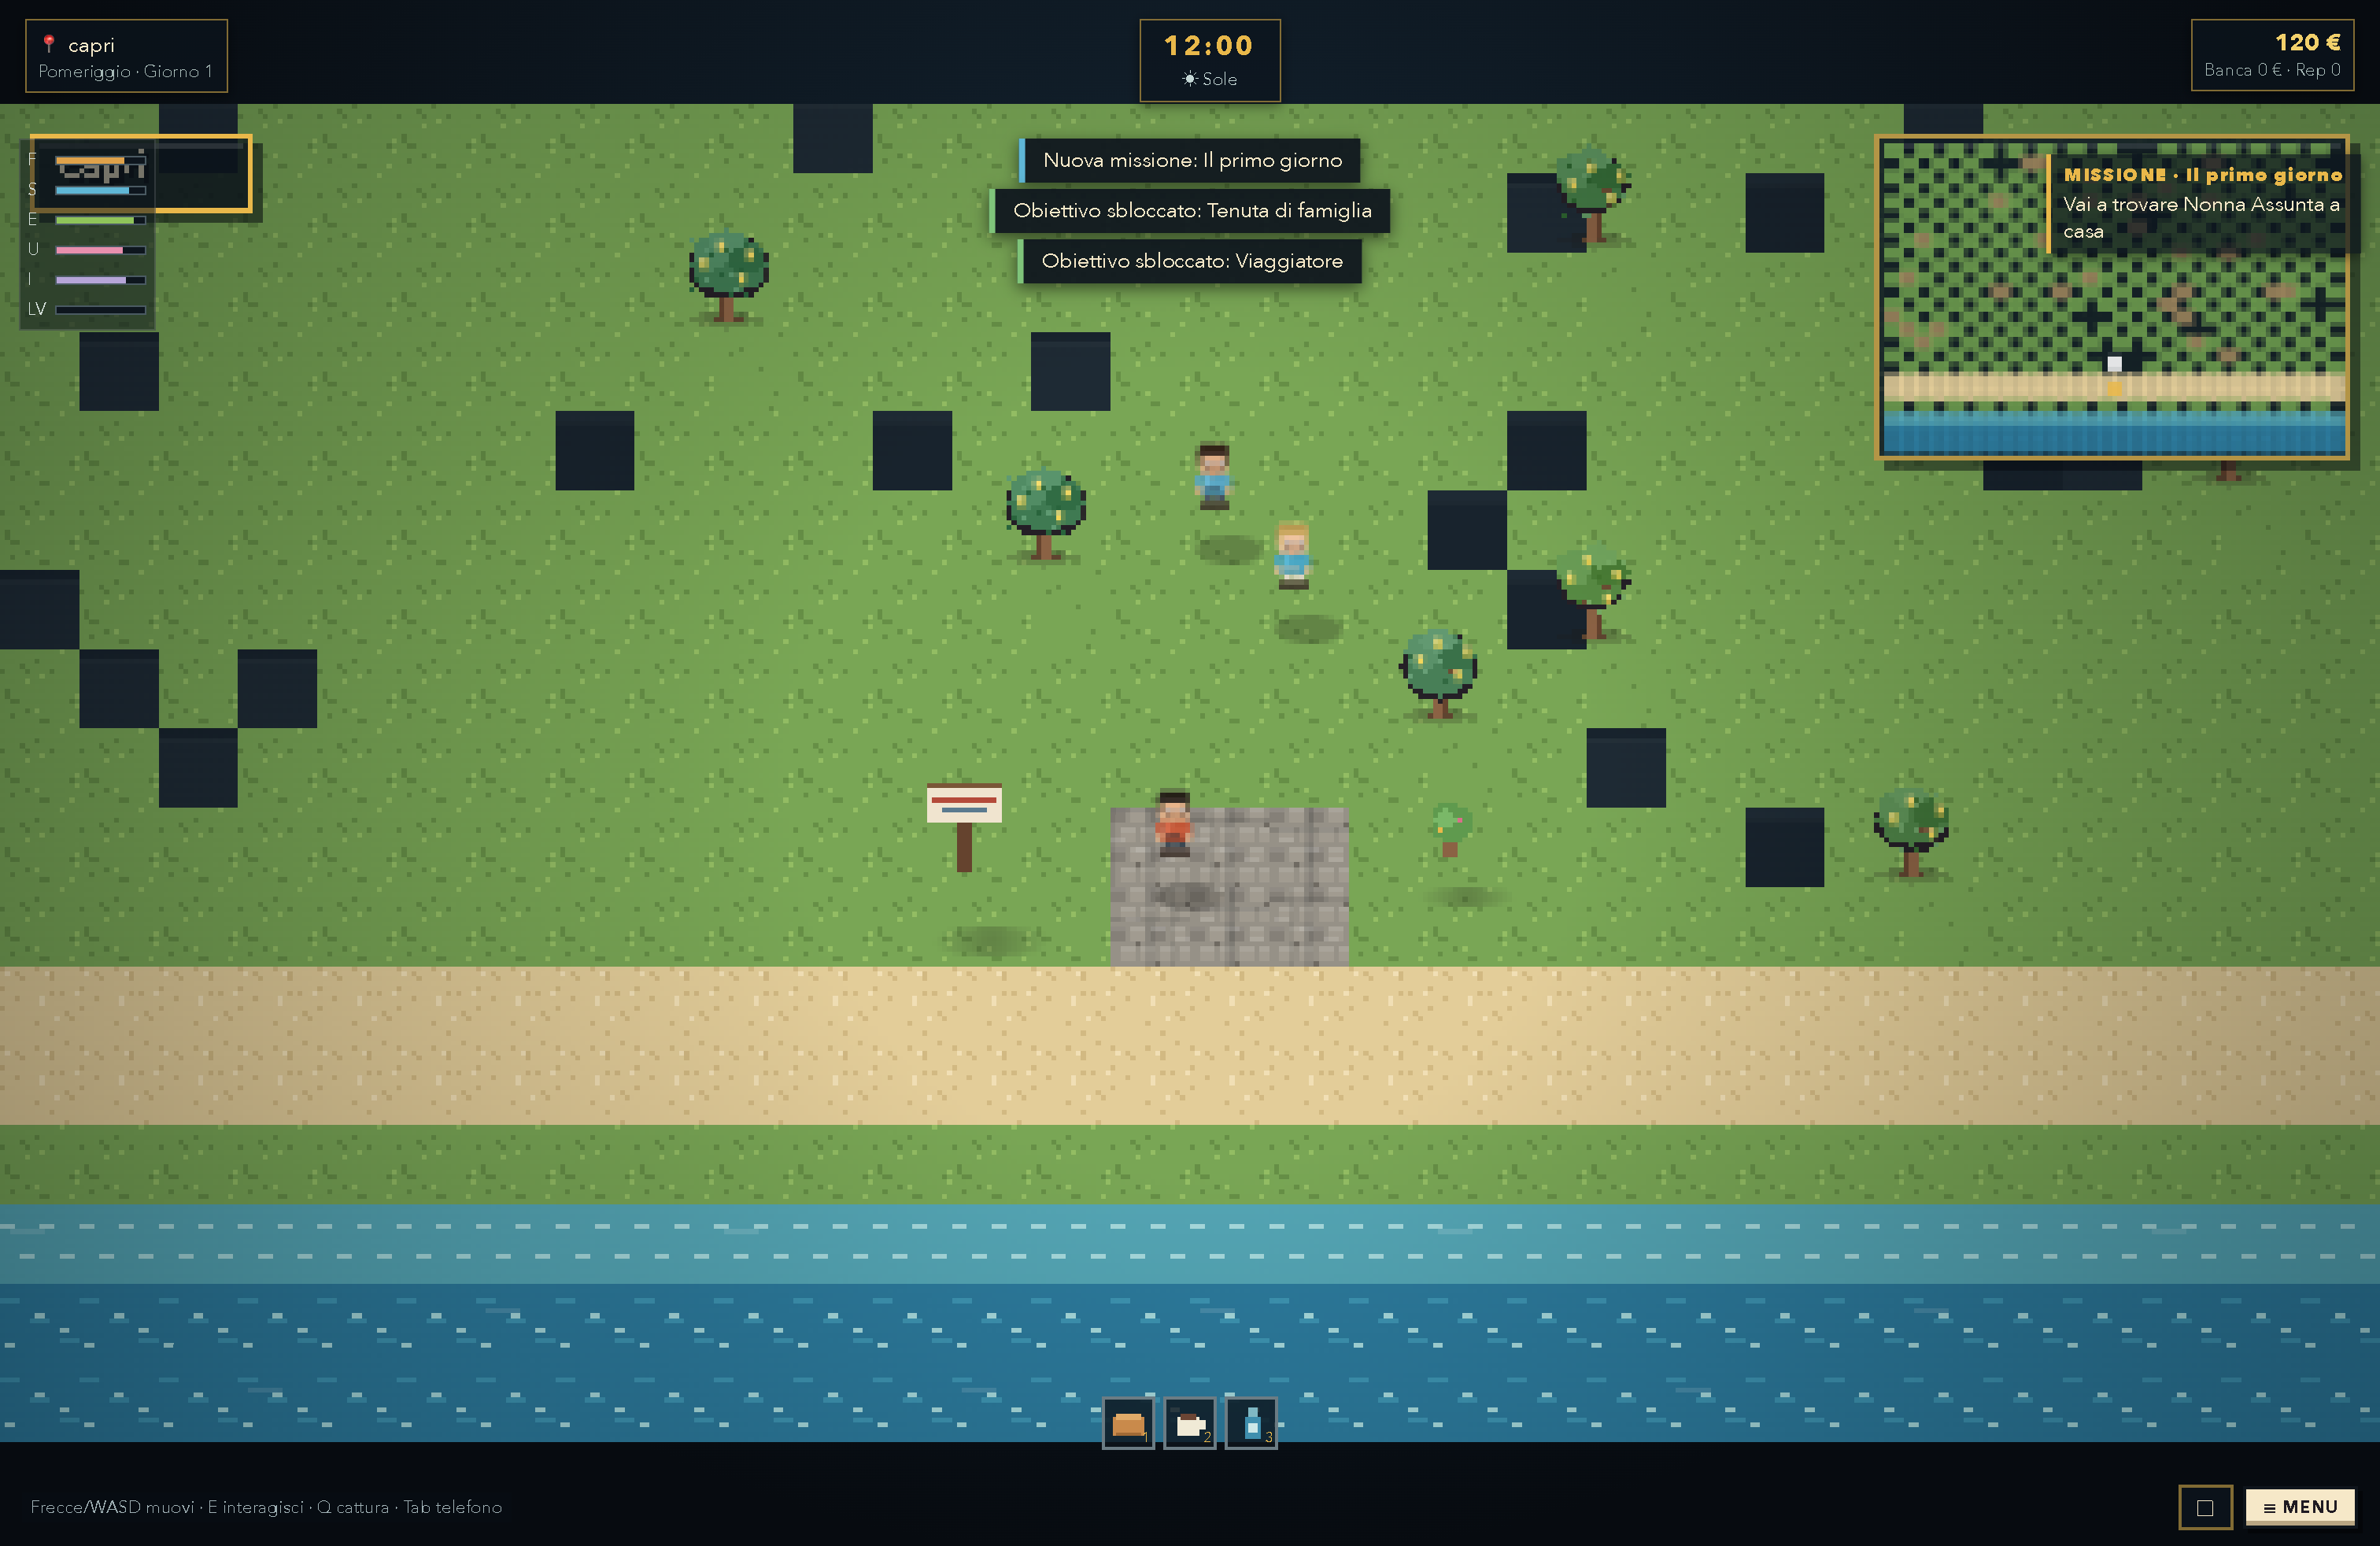 capri
Pomeriggio · Giorno 1
12:00
Sole
120 €
Banca 0 € · Rep 0
F
capri
S
E
U
I
LV
Nuova missione: Il primo giorno
Obiettivo sbloccato: Tenuta di famiglia
Obiettivo sbloccato: Viaggiatore
MISSIONE · Il primo giorno
Vai a trovare Nonna Assunta a
casa
1
2
3
Frecce/WASD muovi · E interagisci · Q cattura · Tab telefono
≡ MENU